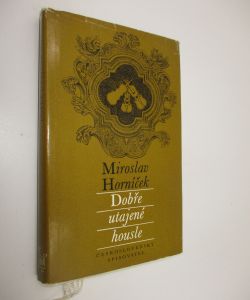 Miroslav
Horníček
Dobře
utajené
housle
ČESKOSLOVENSKÝ
SPISOVATEL